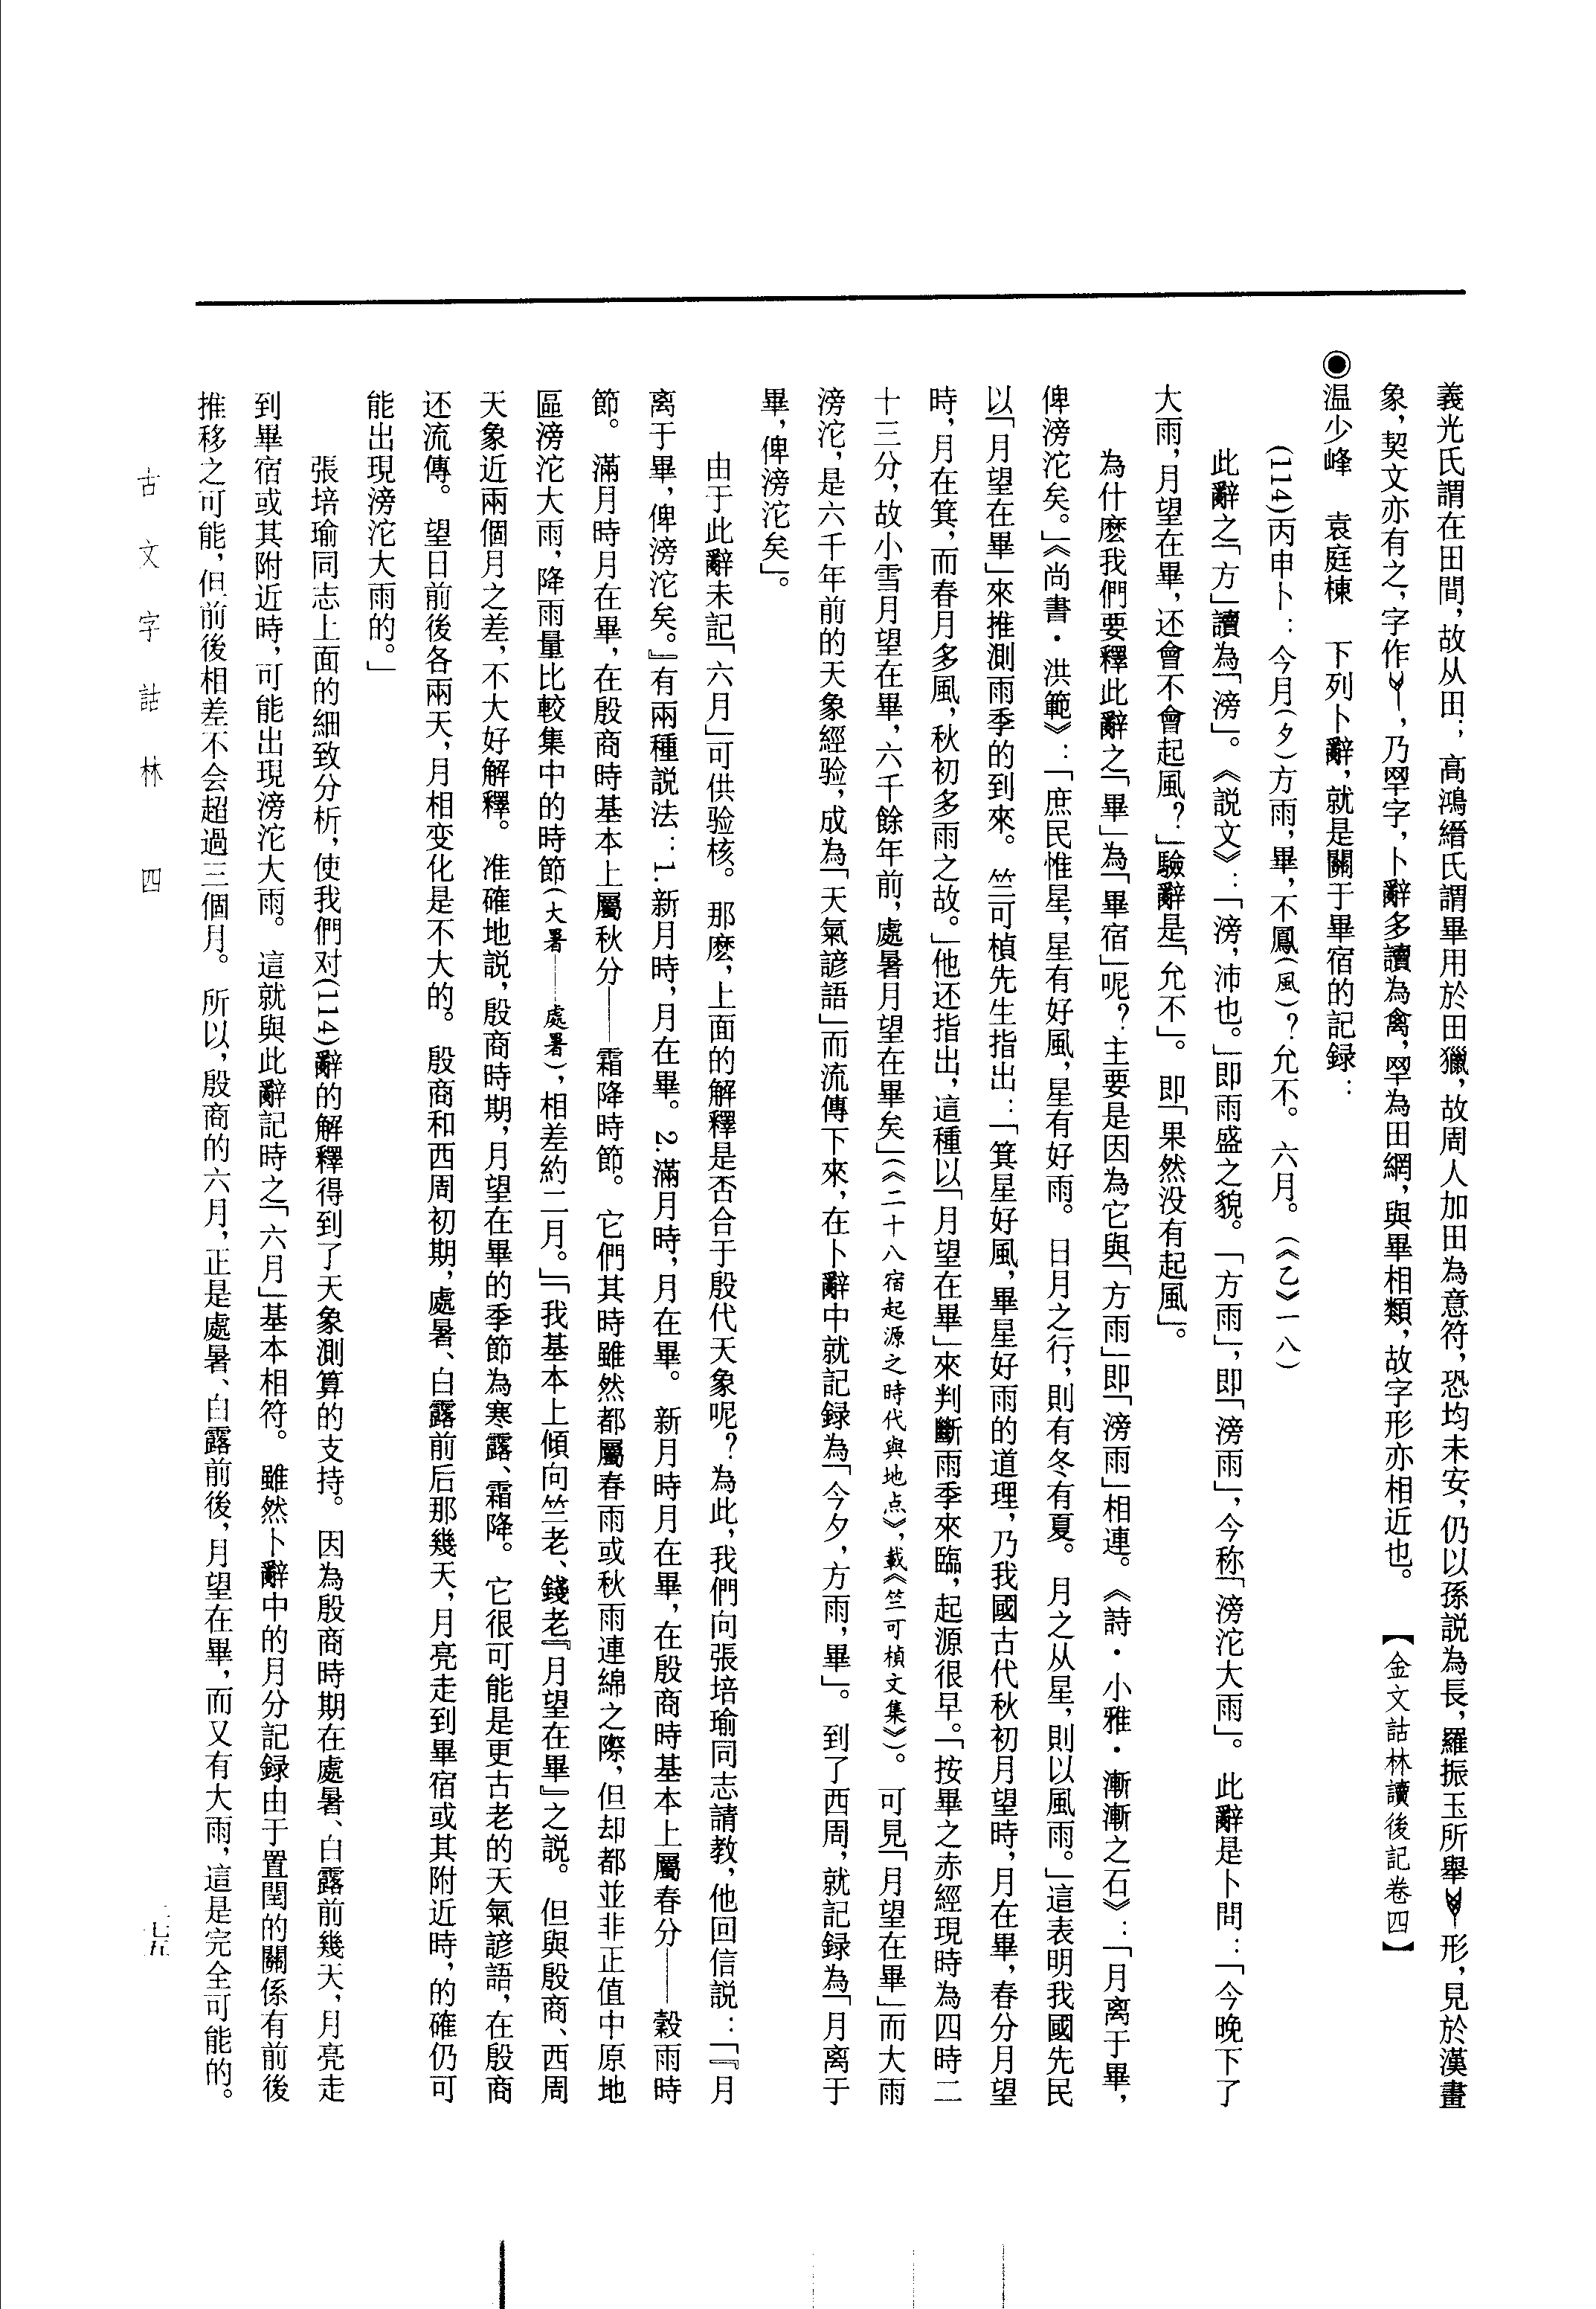 義光氏謂在田間，故从田；高鴻縉氏謂畢用於田獵，故周人加田為意符，恐均未安，仍以孫説為長，羅振玉所舉形，見於漢畫
象，契文亦有之，字作，乃䍐字，卜辭多讀為禽，䍐為田網，與畢相類，故字形亦相近也。　【金文詁林讀後記卷四】
◉温少峰　袁庭棟　下列卜辭，就是關于畢宿的記録：
(114)丙申卜：今月(夕)方雨，畢，不鳳(風)？允不。六月。（《乙》一八）
此辭之「方」讀為「滂」。《説文》：「滂，沛也。」即雨盛之貌。「方雨」，即「滂雨」，今称「滂沱大雨」。此辭是卜問：「今晚下了
大雨，月望在畢，还會不會起風？」驗辭是「允不」。即「果然没有起風」。
為什麽我們要釋此辭之「畢」為「畢宿」呢？主要是因為它與「方雨」即「滂雨」相連。《詩·小雅·漸漸之石》：「月离于畢，
俾滂沱矣。」《尚書·洪範》：「庶民惟星，星有好風，星有好雨。日月之行，則有冬有夏。月之从星，則以風雨。」這表明我國先民
以「月望在畢」來推測雨季的到來。竺可楨先生指出：「箕星好風，畢星好雨的道理，乃我國古代秋初月望時，月在畢，春分月望
時，月在箕，而春月多風，秋初多雨之故。」他还指出，這種以「月望在畢」來判斷雨季來臨，起源很早。「按畢之赤經現時為四時二
十三分，故小雪月望在畢，六千餘年前，處暑月望在畢矣」（《二十八宿起源之時代與地点》，載《竺可楨文集》）。可見「月望在畢」而大雨
滂沱，是六千年前的天象經验，成為「天氣諺語」而流傳下來，在卜辭中就記録為「今夕，方雨，畢」。到了西周，就記録為「月离于
畢，俾滂沱矣」。
由于此辭未記「六月」可供验核。那麽，上面的解釋是否合于殷代天象呢？為此，我們向張培瑜同志請教，他回信説：「『月
离于畢，俾滂沱矣。』有兩種説法：1.新月時，月在畢。2.滿月時，月在畢。新月時月在畢，在殷商時基本上屬春分——穀雨時
節。滿月時月在畢，在殷商時基本上屬秋分——霜降時節。它們其時雖然都屬春雨或秋雨連綿之際，但却都並非正值中原地
區滂沱大雨，降雨量比較集中的時節（大暑——處署），相差約二月。」「我基本上傾向竺老、錢老『月望在畢』之説。但與殷商、西周
天象近兩個月之差，不大好解釋。准確地説，殷商時期，月望在畢的季節為寒露、霜降。它很可能是更古老的天氣諺語，在殷商
还流傳。望日前後各兩天，月相变化是不大的。殷商和西周初期，處暑、白露前后那幾天，月亮走到畢宿或其附近時，的確仍可
能出現滂沱大雨的。」
張培瑜同志上面的細致分析，使我們对(114)辭的解釋得到了天象測算的支持。因為殷商時期在處暑、白露前幾天，月亮走
到畢宿或其附近時，可能出現滂沱大雨。這就與此辭記時之「六月」基本相符。雖然卜辭中的月分記録由于置閏的關係有前後
推移之可能，但前後相差不会超過三個月。所以，殷商的六月，正是處暑、白露前後，月望在畢，而又有大雨，這是完全可能的。
古文字詁林　四